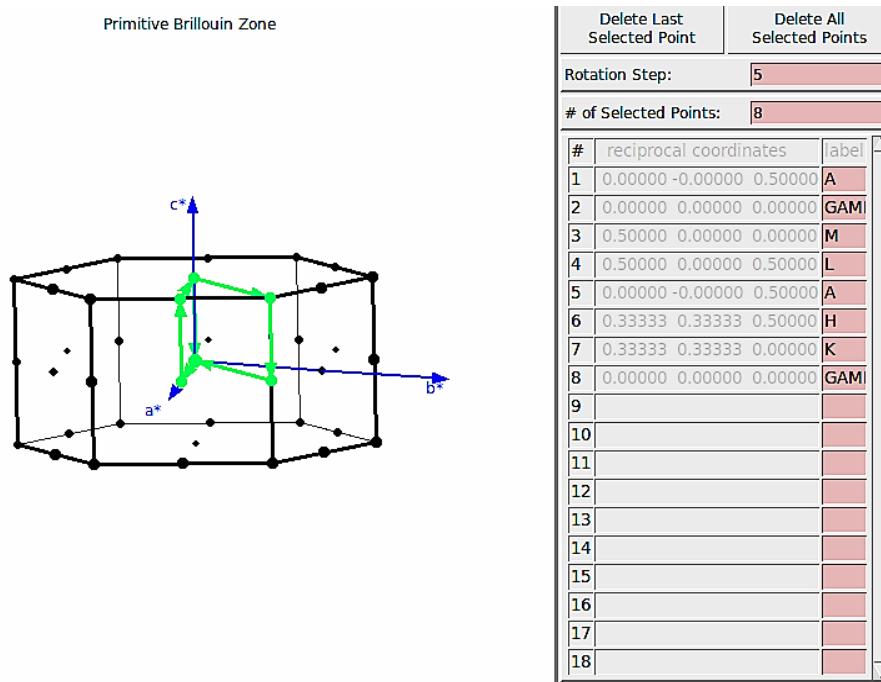 Primitive Brillouin Zone
c*
b*
a*
Delete Last
Selected Point
Delete All
Selected Points
Rotation Step: 5
# of Selected Points: 8
# reciprocal coordinates label
1 0.00000 -0.00000 0.50000 A
2 0.00000 0.00000 0.00000 GAMI
3 0.50000 0.00000 0.00000 M
4 0.50000 0.00000 0.50000 L
5 0.00000 -0.00000 0.50000 A
6 0.33333 0.33333 0.50000 H
7 0.33333 0.33333 0.00000 K
8 0.00000 0.00000 0.00000 GAMI
9
10
11
12
13
14
15
16
17
18